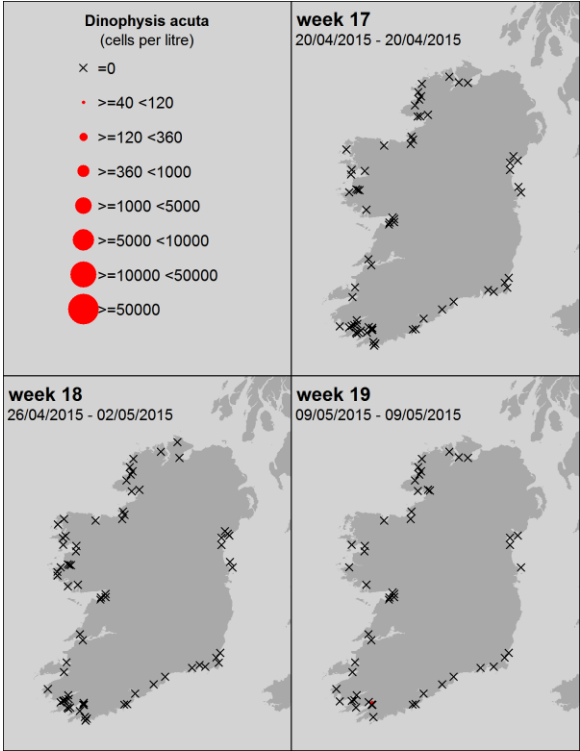 Dinophysis acuta
(cells per litre)
=0
>=40 <120
>=120 <360
>=360 <1000
>=1000 <5000
>=5000 <10000
>=10000 <50000
>=50000
week 17
20/04/2015 - 20/04/2015
week 18
26/04/2015 - 02/05/2015
week 19
09/05/2015 - 09/05/2015